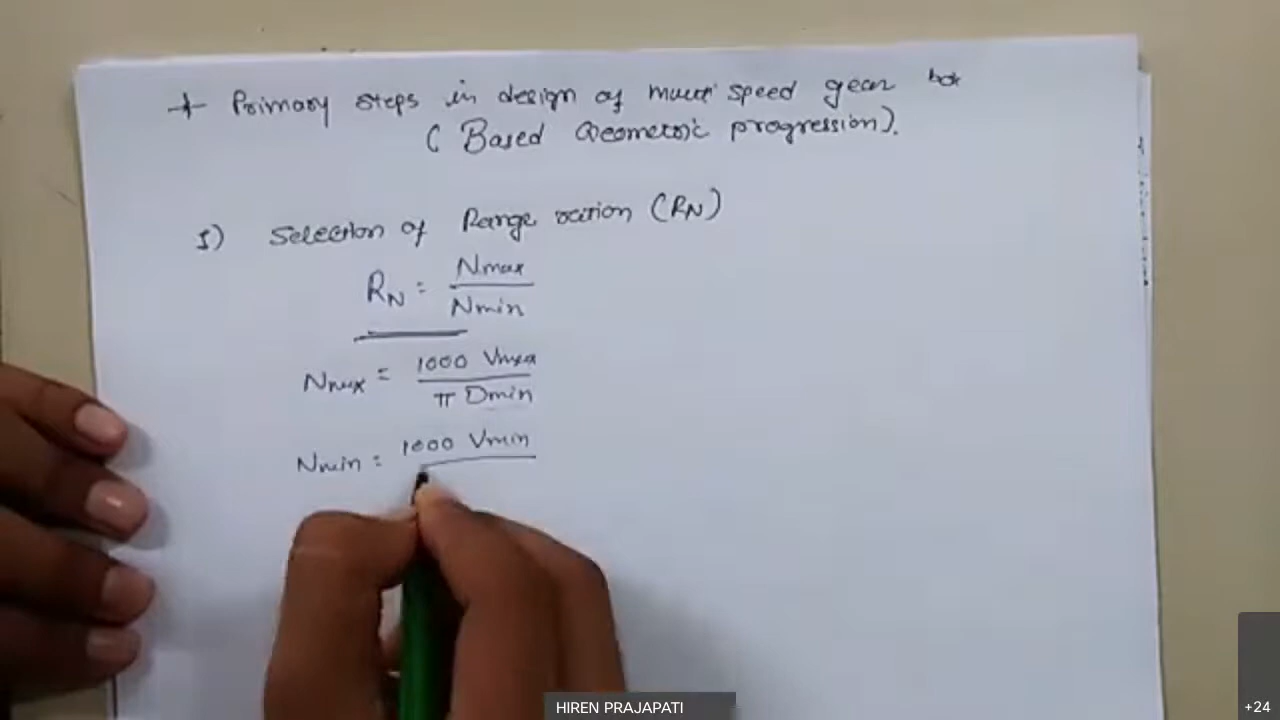 Primary steps in design of multi speed gear box
(Based Geometric progression).
1) Selection of Range ration (RN)
RN = Nmax / Nmin
Nmax = 1000 Vmax / π Dmin
Nmin = 1000 Vmin
HIREN PRAJAPATI
+24